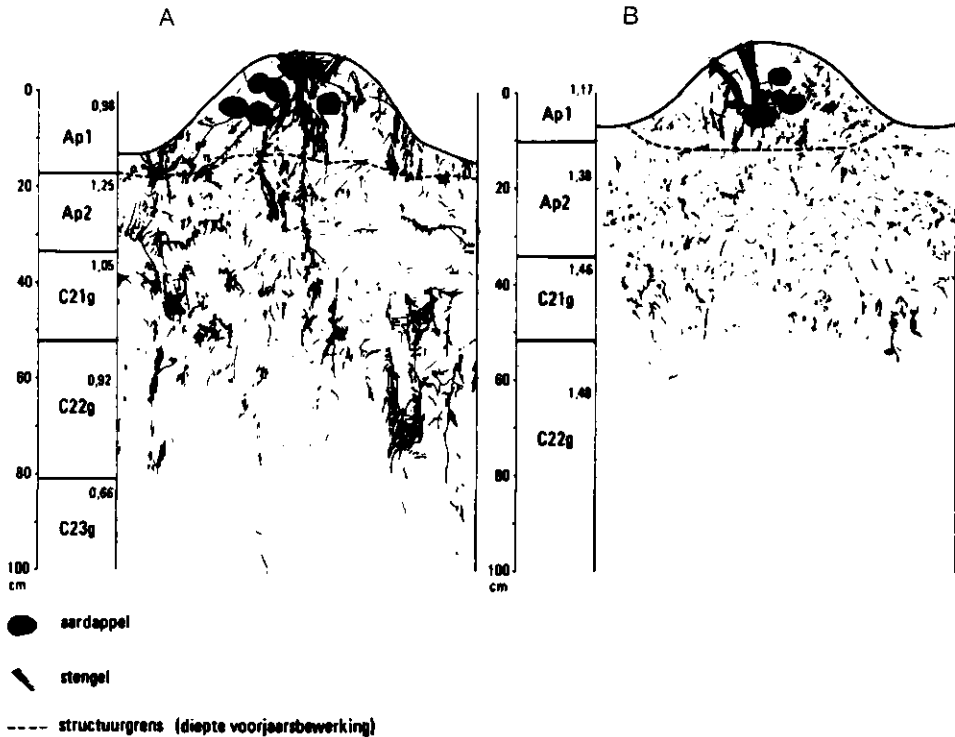 A
B
0
20
40
60
80
100
cm
Ap1
0,98
Ap2
1,25
C21g
1,05
C22g
0,92
C23g
0,66
0
20
40
60
80
100
cm
Ap1
1,17
Ap2
1,38
C21g
1,46
C22g
1,48
aardappel
stengel
structuurgrens (diepte voorjaarsbewerking)